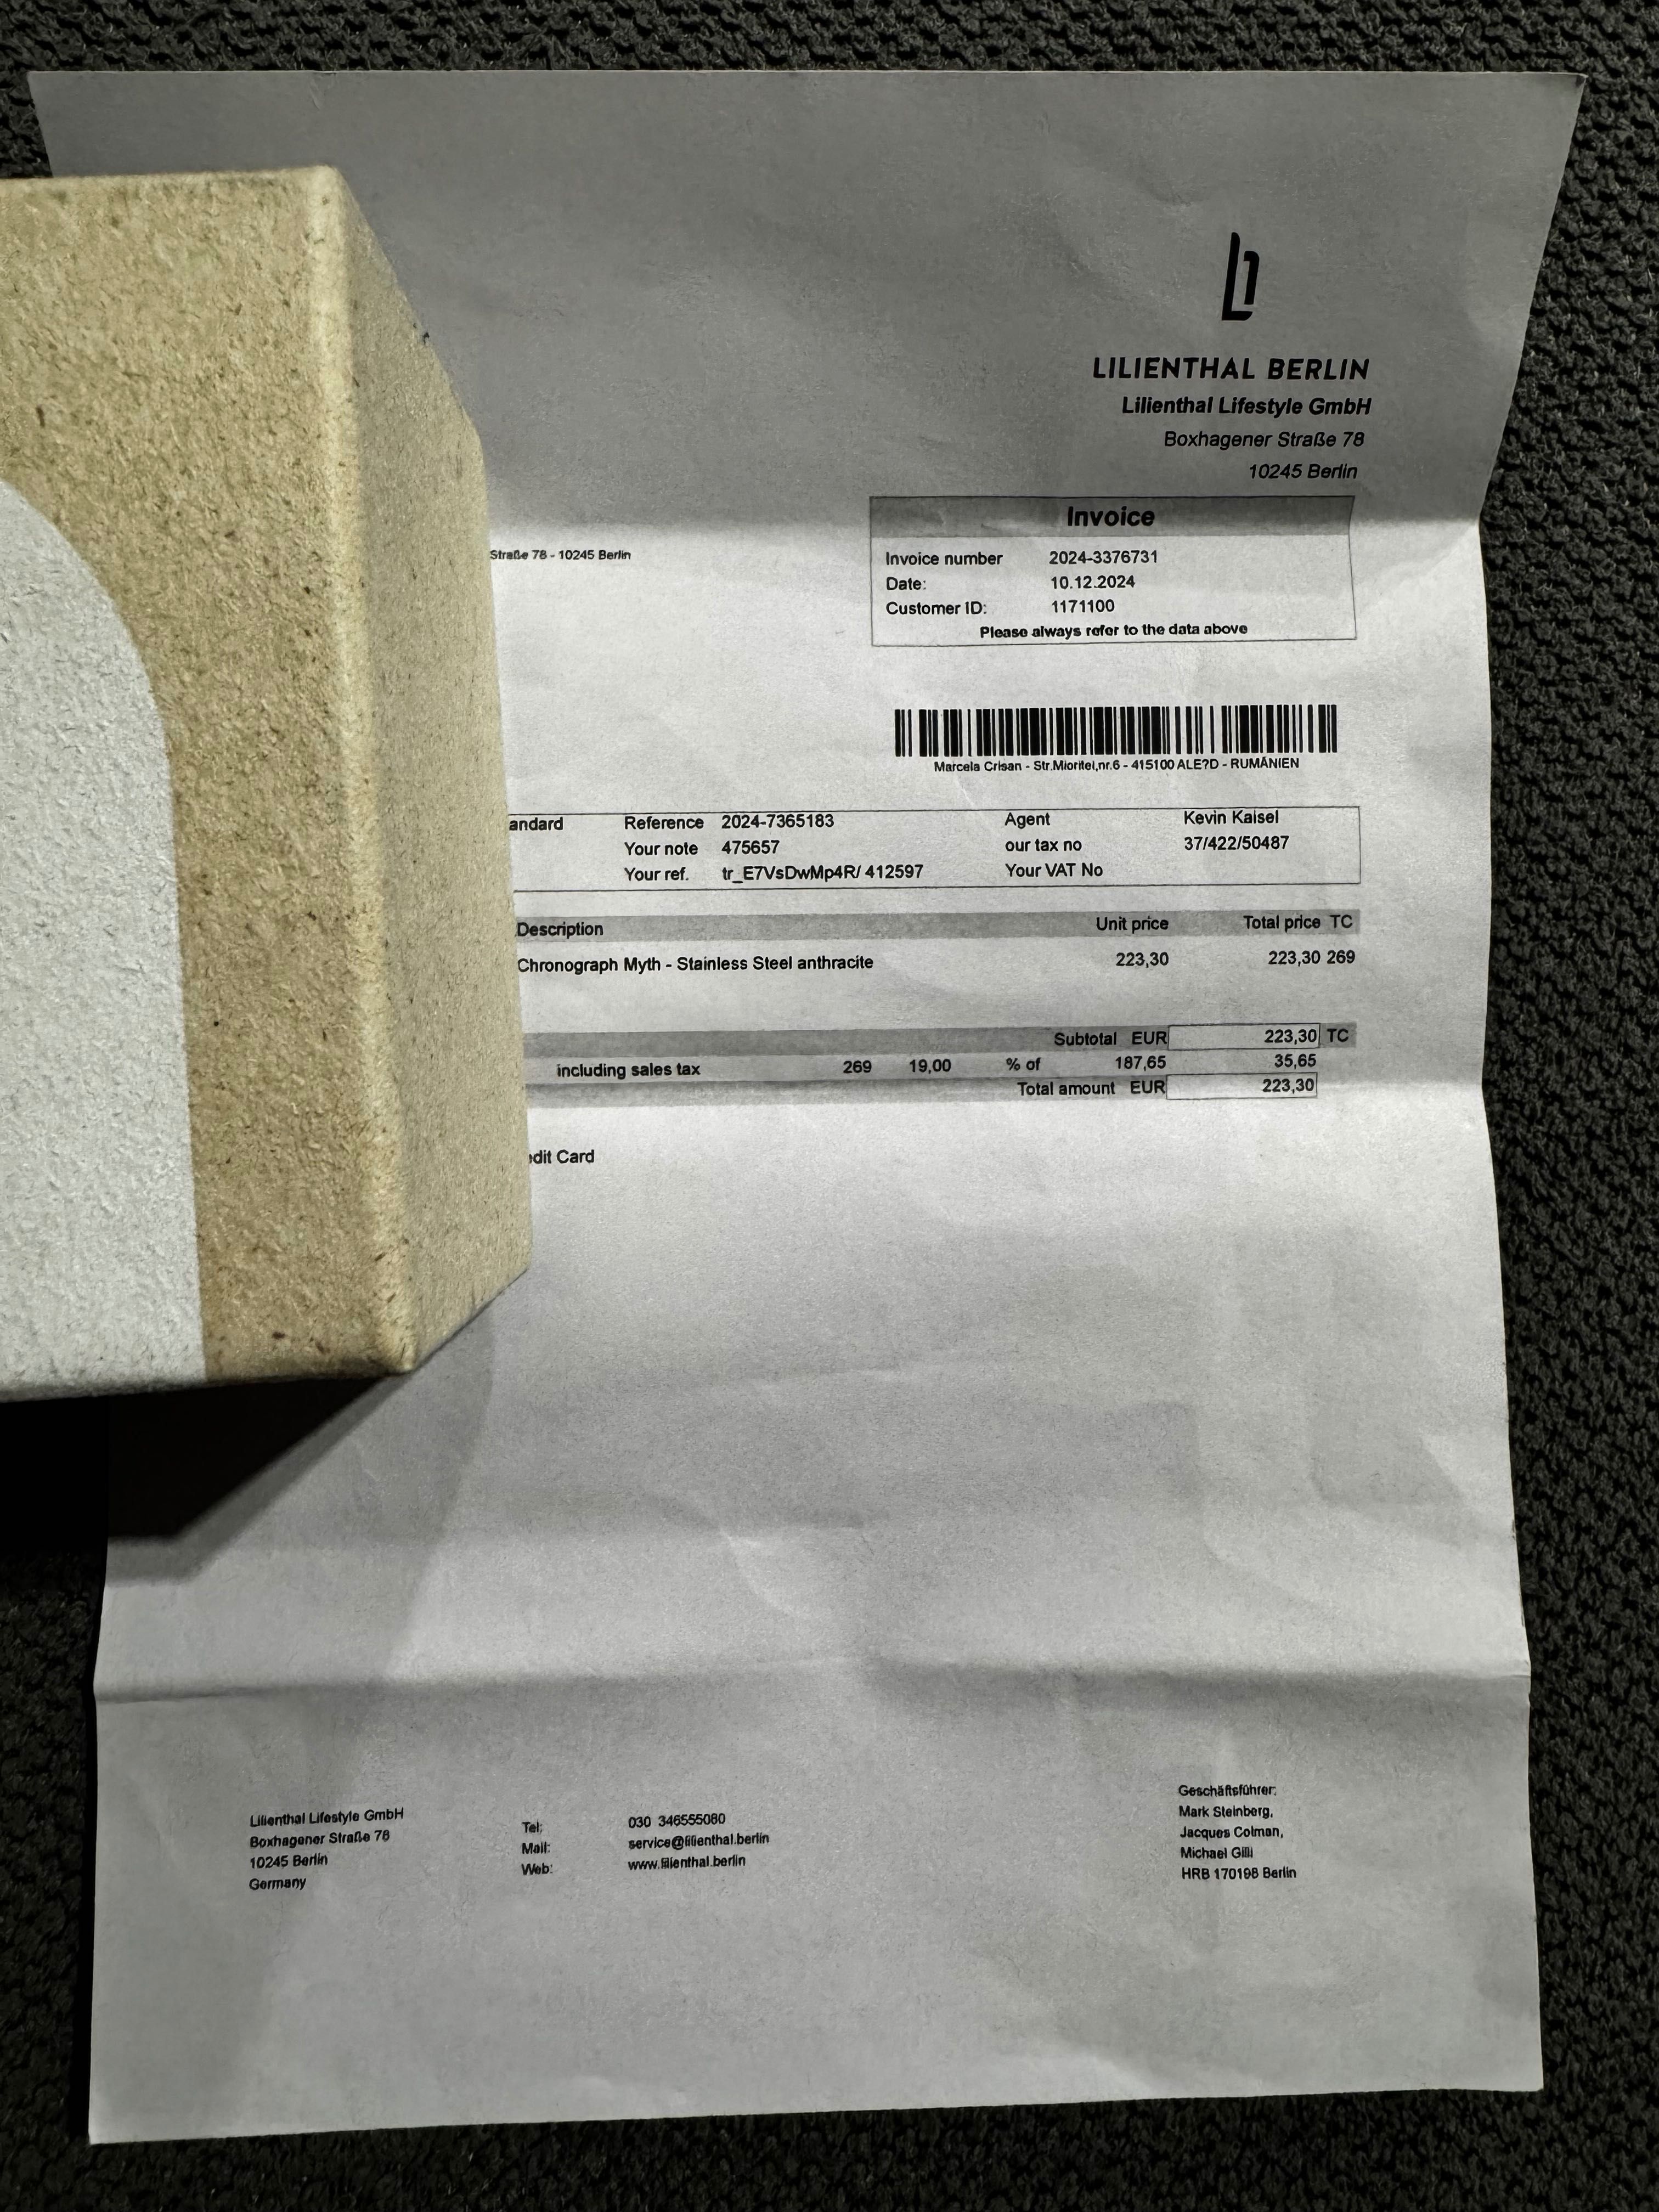 LILIENTHAL BERLIN
Lilienthal Lifestyle GmbH
Boxhagener Straße 78
10245 Berlin
Invoice
Straße 78 - 10245 Berlin
Invoice number 2024-3376731
Date: 10.12.2024
Customer ID: 1171100
Please always refer to the data above
Marcela Crisan - Str.Mioritei,nr.6 - 415100 ALE?D - RUMÄNIEN
andard Reference 2024-7365183 Agent Kevin Kaisel
Your note 475657 our tax no 37/422/50487
Your ref. tr_E7VsDwMp4R/ 412597 Your VAT No
Description Unit price Total price TC
Chronograph Myth - Stainless Steel anthracite 223,30 223,30 269
Subtotal EUR 223,30 TC
including sales tax 269 19,00 % of 187,65 35,65
Total amount EUR 223,30
edit Card
Lilienthal Lifestyle GmbH
Boxhagener Straße 78
10245 Berlin
Germany
Tel: 030 346555080
Mail: service@lilienthal.berlin
Web: www.lilienthal.berlin
Geschäftsführer:
Mark Steinberg,
Jacques Colman,
Michael Gilli
HRB 170198 Berlin